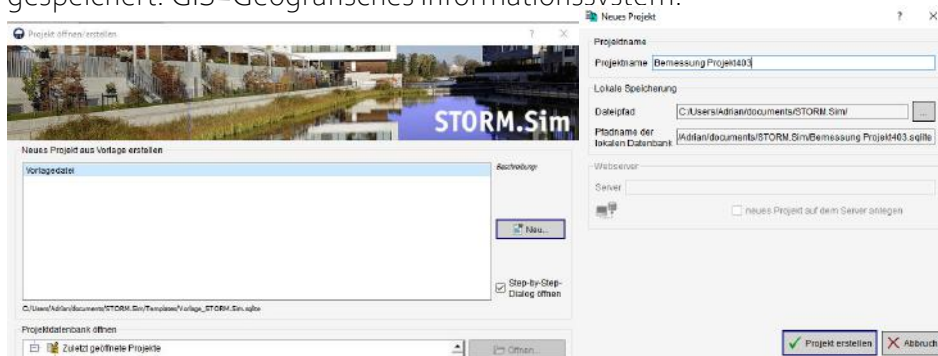 gespeichert. GIS=Geografisches Informationssystem.
Projekt öffnen/erstellen
STORM.Sim
Neues Projekt aus Vorlage erstellen
Vorlagedatei
Beschreibung:
Neu...
Step-by-Step-
Dialog öffnen
C:/Users/Adrian/documents/STORM.Sim/Templates/Vorlage_STORM.Sim.sqlite
Projektdatenbank öffnen
Zuletzt geöffnete Projekte
Öffnen...
Neues Projekt
Projektname
Projektname Bemessung Projekt403
Lokale Speicherung
Dateipfad C:/Users/Adrian/documents/STORM.Sim/ ...
Pfadname der
lokalen Datenbank /Adrian/documents/STORM.Sim/Bemessung Projekt403.sqlite
Webserver
Server
neues Projekt auf dem Server anlegen
Projekt erstellen
Abbruch